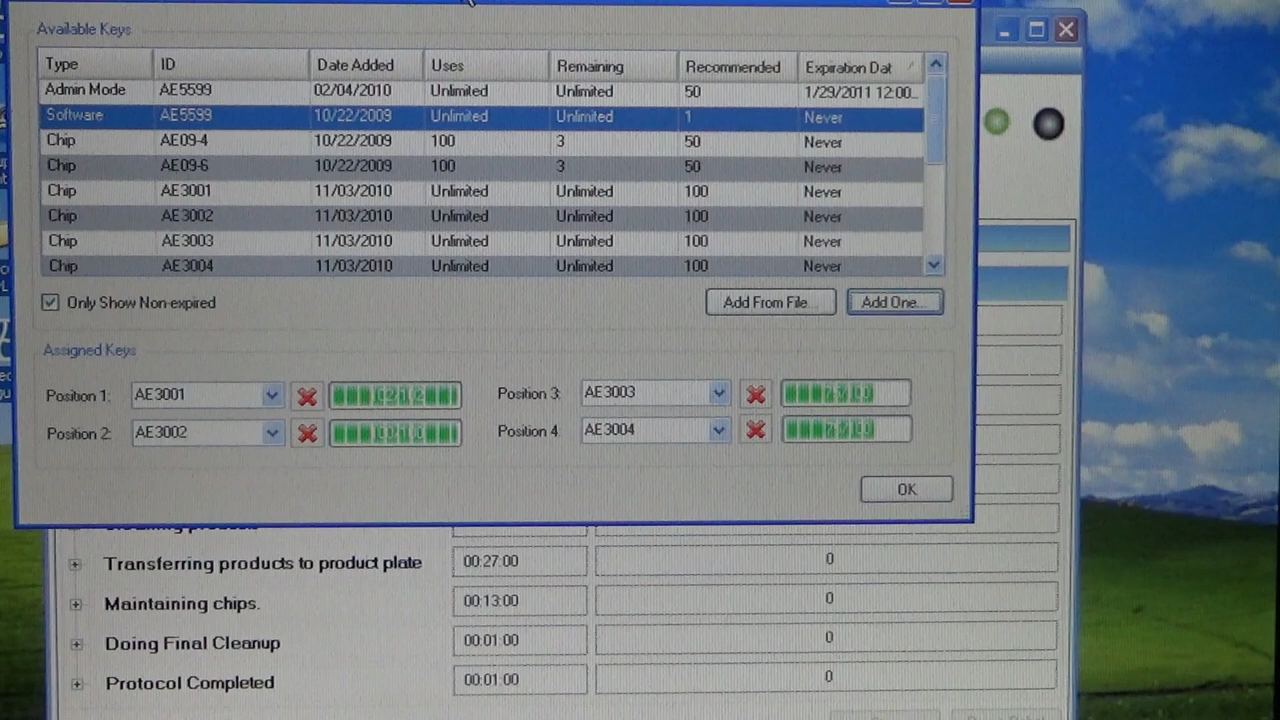 Available Keys
Type ID Date Added Uses Remaining Recommended Expiration Dat
Admin Mode AE5599 02/04/2010 Unlimited Unlimited 50 1/29/2011 12:00...
Software AE5599 10/22/2009 Unlimited Unlimited 1 Never
Chip AE09-4 10/22/2009 100 3 50 Never
Chip AE09-6 10/22/2009 100 3 50 Never
Chip AE3001 11/03/2010 Unlimited Unlimited 100 Never
Chip AE3002 11/03/2010 Unlimited Unlimited 100 Never
Chip AE3003 11/03/2010 Unlimited Unlimited 100 Never
Chip AE3004 11/03/2010 Unlimited Unlimited 100 Never
Only Show Non-expired Add From File... Add One...
Assigned Keys
Position 1: AE3001 Position 3: AE3003
Position 2: AE3002 Position 4: AE3004
OK
Transferring products to product plate 00:27:00 0
Maintaining chips. 00:13:00 0
Doing Final Cleanup 00:01:00 0
Protocol Completed 00:01:00 0